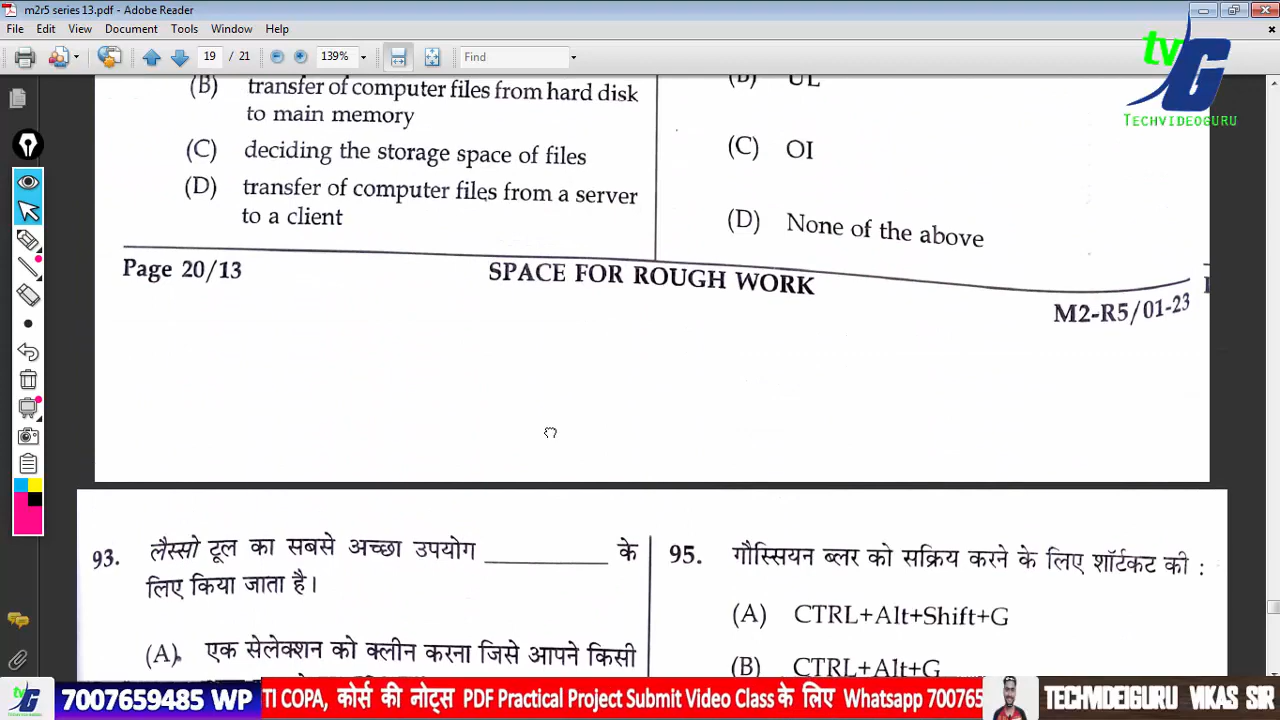 m2r5 series 13.pdf - Adobe Reader
File Edit View Document Tools Window Help
19 / 21 139% Find
tv G
TECHVIDEOGURU
(B) transfer of computer files from hard disk
to main memory
(C) deciding the storage space of files
(D) transfer of computer files from a server
to a client
(B) UL
(C) OI
(D) None of the above
Page 20/13 SPACE FOR ROUGH WORK M2-R5/01-23
93. लैस्सो टूल का सबसे अच्छा उपयोग __________ के
लिए किया जाता है।
(A). एक सेलेक्शन को क्लीन करना जिसे आपने किसी
95. गौस्सियन ब्लर को सक्रिय करने के लिए शॉर्टकट की :
(A) CTRL+Alt+Shift+G
(B) CTRL+Alt+G
7007659485 WP TI COPA, कोर्स की नोट्स PDF Practical Project Submit Video Class के लिए Whatsapp 700765 TECHVIDEGURU VIKAS SIR